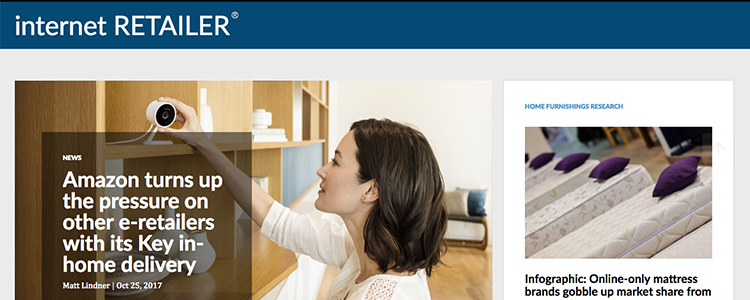 internet RETAILER®
NEWS
Amazon turns up
the pressure on
other e-retailers
with its Key in-
home delivery
Matt Lindner | Oct 25, 2017
HOME FURNISHINGS RESEARCH
Infographic: Online-only mattress
brands gobble up market share from